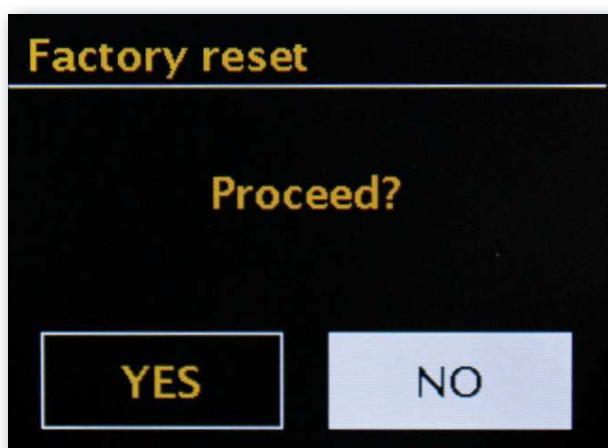 Factory reset
Proceed?
YES NO